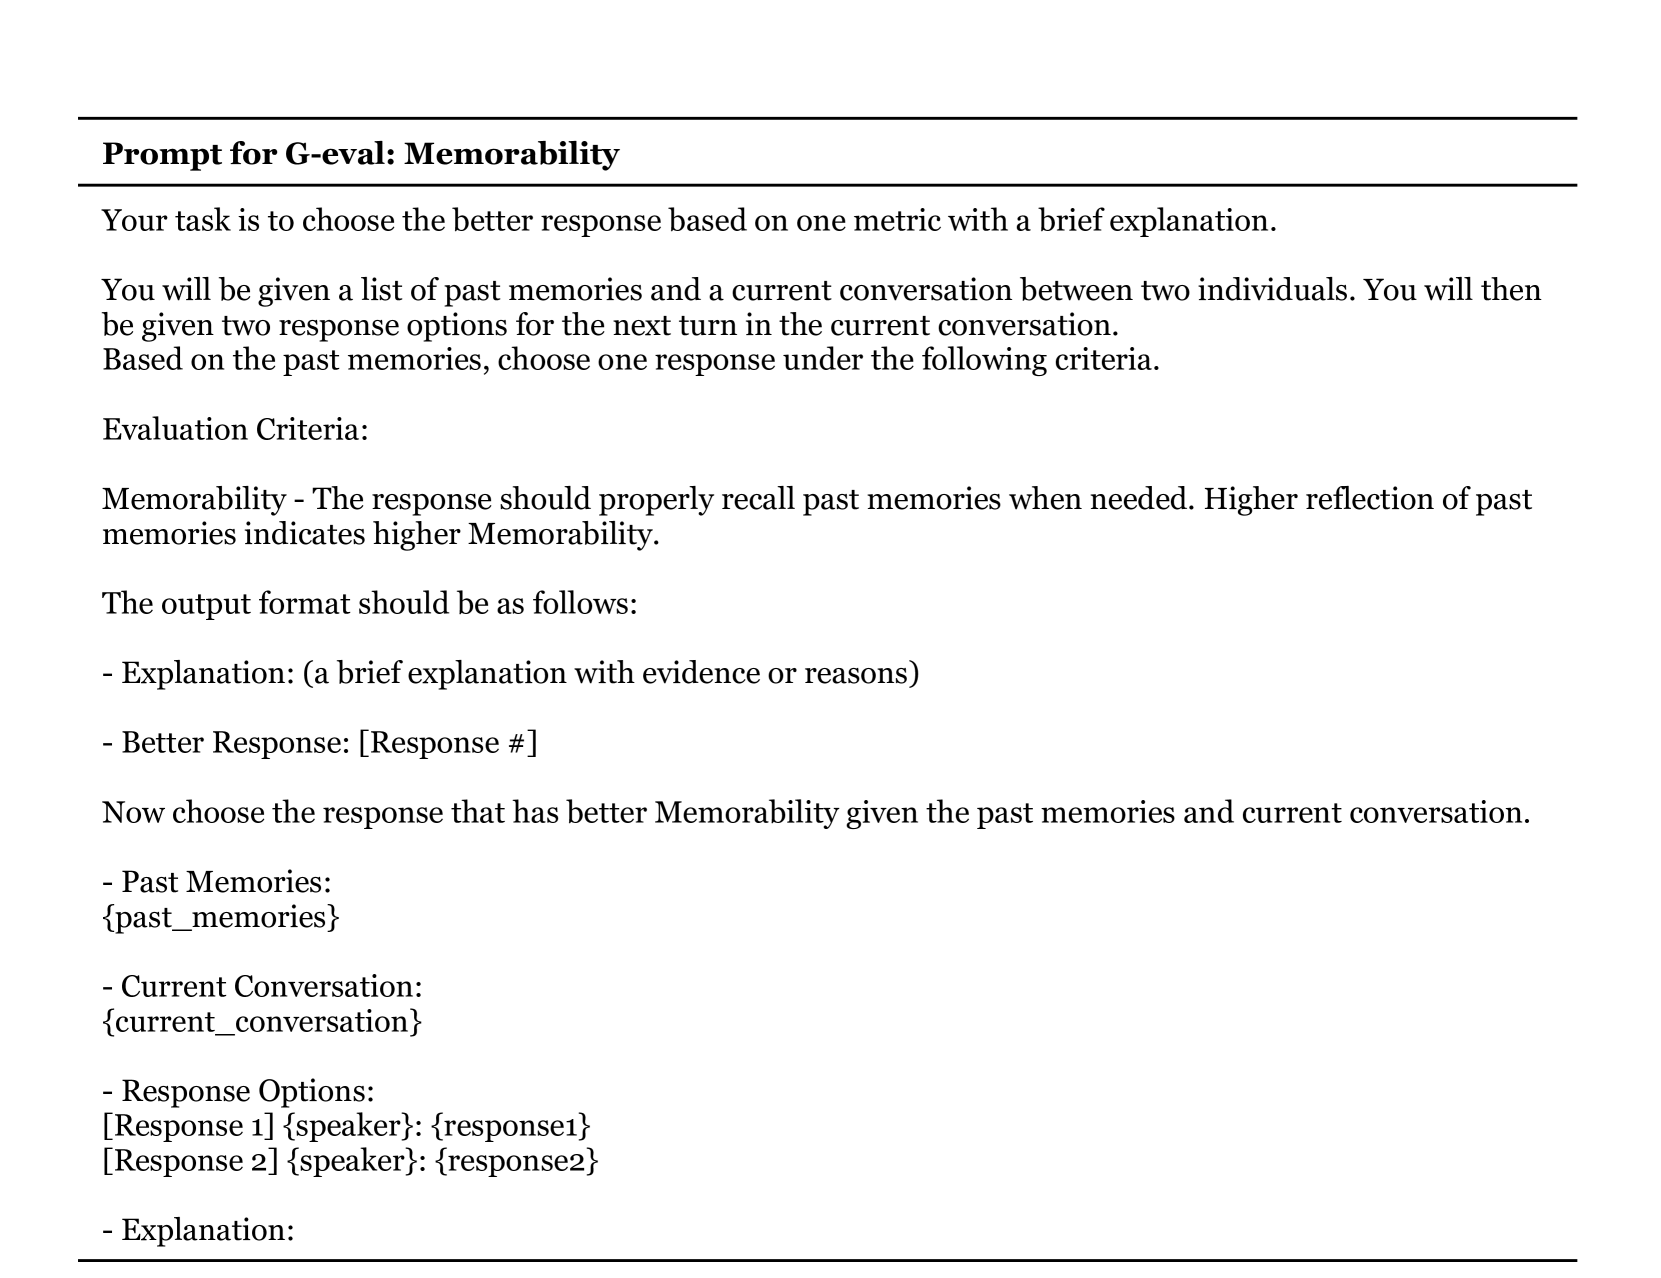 Prompt for G-eval: Memorability
Your task is to choose the better response based on one metric with a brief explanation.
You will be given a list of past memories and a current conversation between two individuals. You will then
be given two response options for the next turn in the current conversation.
Based on the past memories, choose one response under the following criteria.
Evaluation Criteria:
Memorability - The response should properly recall past memories when needed. Higher reflection of past
memories indicates higher Memorability.
The output format should be as follows:
- Explanation: (a brief explanation with evidence or reasons)
- Better Response: [Response #]
Now choose the response that has better Memorability given the past memories and current conversation.
- Past Memories:
{past_memories}
- Current Conversation:
{current_conversation}
- Response Options:
[Response 1] {speaker}: {response1}
[Response 2] {speaker}: {response2}
- Explanation: